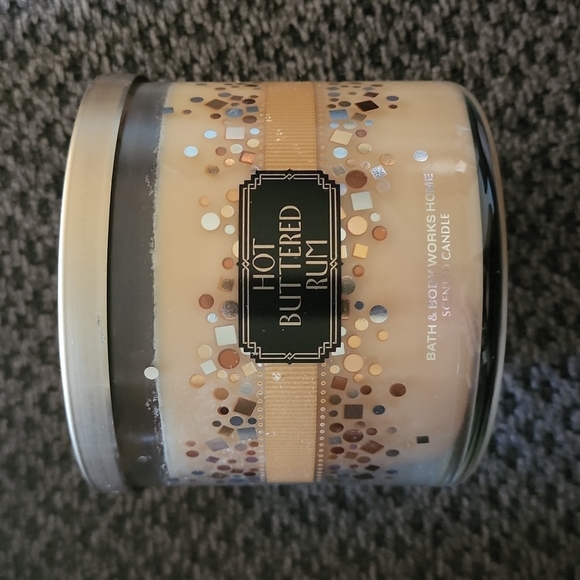 HOT
BUTTERED
RUM
BATH & BODY WORKS HOME
SCENTED CANDLE